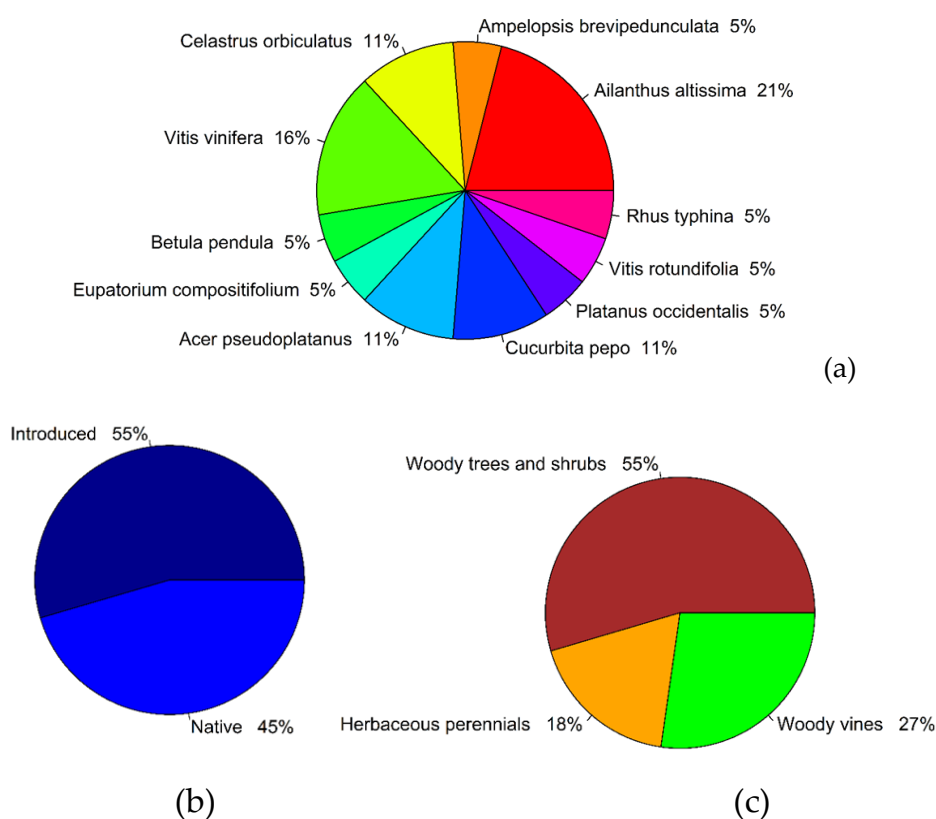 Ampelopsis brevipedunculata 5%
Celastrus orbiculatus 11%
Ailanthus altissima 21%
Vitis vinifera 16%
Rhus typhina 5%
Betula pendula 5%
Vitis rotundifolia 5%
Eupatorium compositifolium 5%
Platanus occidentalis 5%
Acer pseudoplatanus 11%
Cucurbita pepo 11%
(a)
Introduced 55%
Woody trees and shrubs 55%
Herbaceous perennials 18%
Woody vines 27%
Native 45%
(b)
(c)